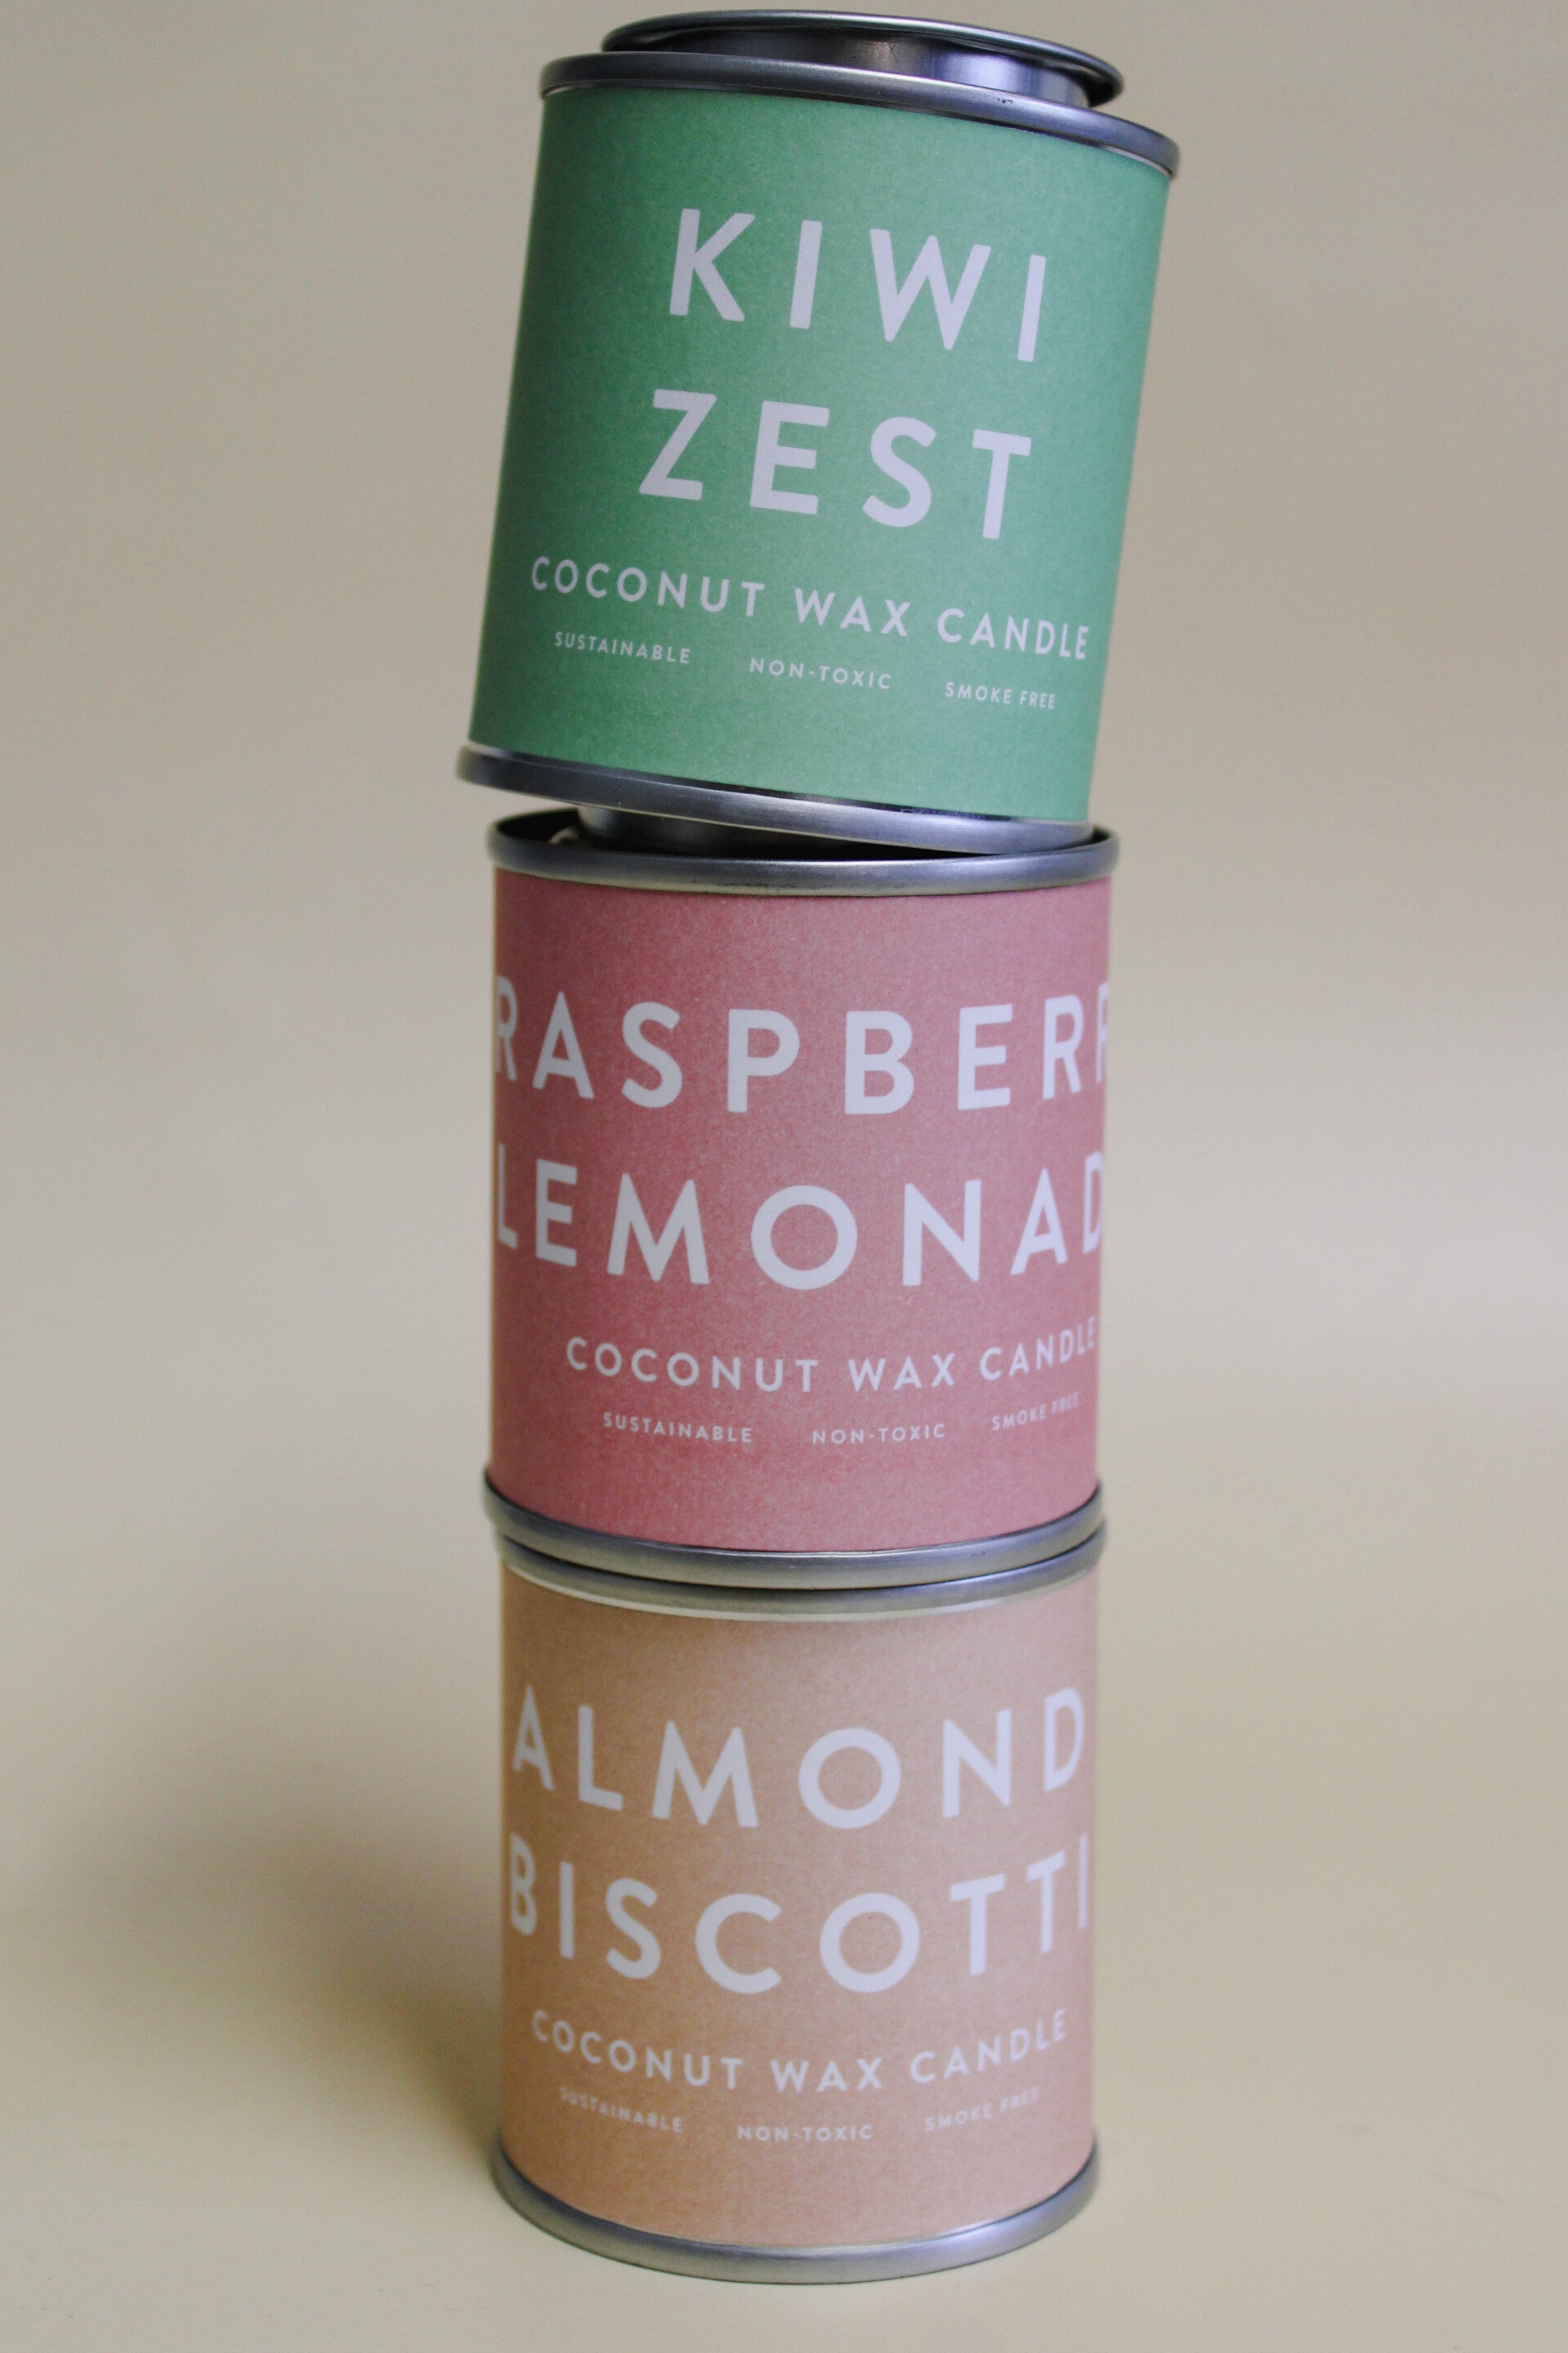 KIWI
ZEST
COCONUT WAX CANDLE
SUSTAINABLE NON-TOXIC SMOKE FREE
RASPBERR
LEMONAD
COCONUT WAX CANDLE
SUSTAINABLE NON-TOXIC SMOKE FREE
ALMOND
BISCOTTI
COCONUT WAX CANDLE
SUSTAINABLE NON-TOXIC SMOKE FREE